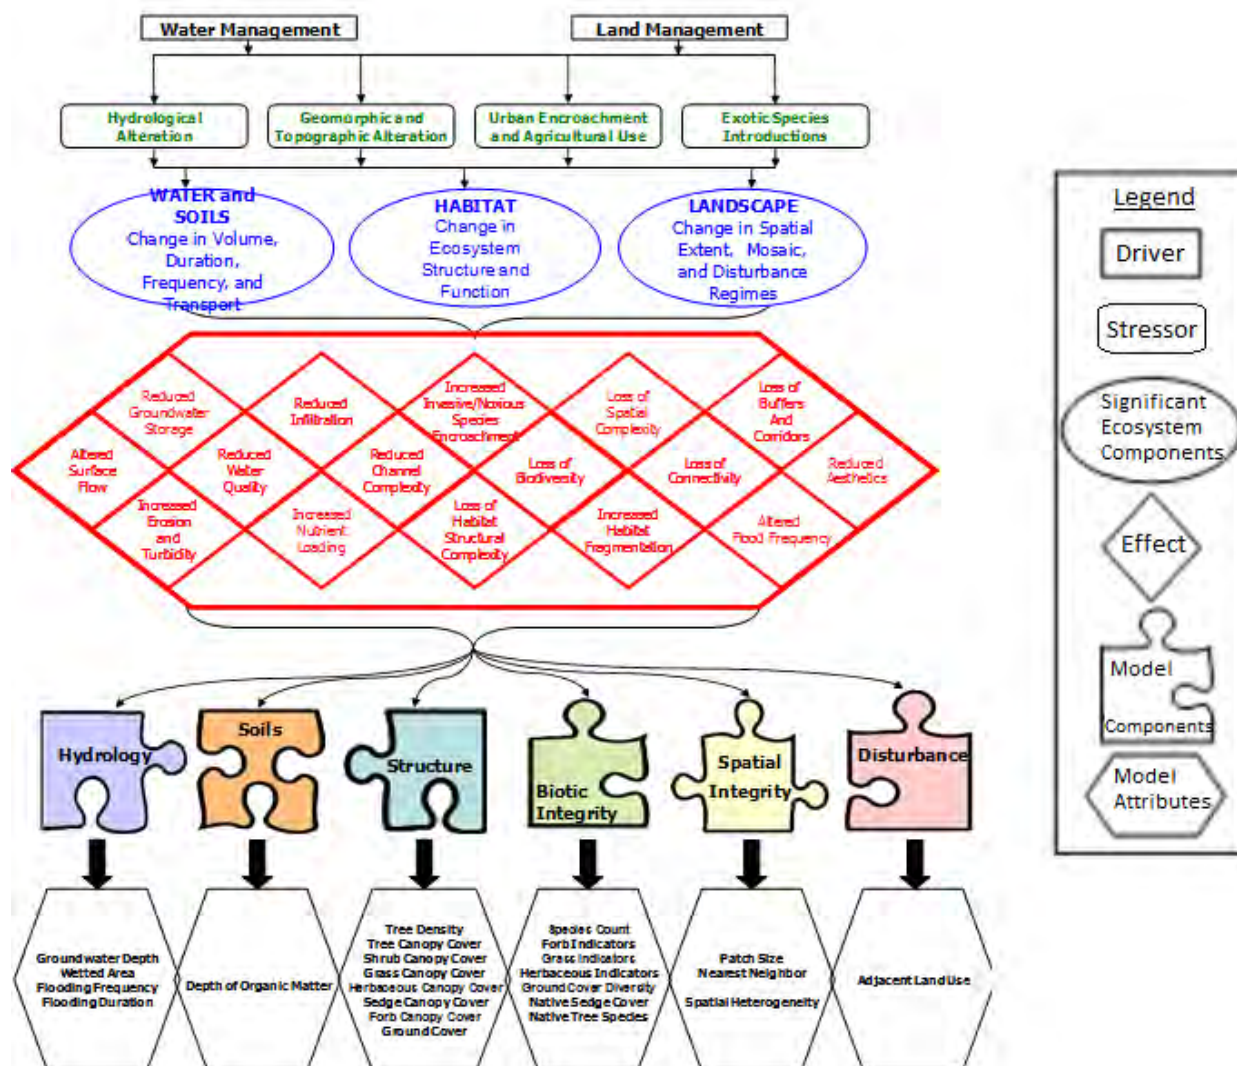 Water Management
Land Management
Hydrological
Alteration
Geomorphic and
Topographic Alteration
Urban Encroachment
and Agricultural Use
Exotic Species
Introductions
WATER and
SOILS
Change in Volume,
Duration,
Frequency, and
Transport
HABITAT
Change in
Ecosystem
Structure and
Function
LANDSCAPE
Change in Spatial
Extent, Mosaic,
and Disturbance
Regimes
Reduced
Groundwater
Storage
Reduced
Infiltration
Increased
Invasive/Noxious
Species
Encroachment
Loss of
Spatial
Complexity
Loss of
Buffers
And
Corridors
Altered
Surface
Flow
Reduced
Water
Quality
Reduced
Channel
Complexity
Loss of
Biodiversity
Loss of
Connectivity
Reduced
Aesthetics
Increased
Erosion
and
Turbidity
Increased
Nutrient
Loading
Loss of
Habitat
Structural
Complexity
Increased
Habitat
Fragmentation
Altered
Flood Frequency
Hydrology
Soils
Structure
Biotic
Integrity
Spatial
Integrity
Disturbance
Groundwater Depth
Wetted Area
Flooding Frequency
Flooding Duration
Depth of Organic Matter
Tree Density
Tree Canopy Cover
Shrub Canopy Cover
Grass Canopy Cover
Herbaceous Canopy Cover
Sedge Canopy Cover
Forb Canopy Cover
Ground Cover
Species Count
Forb Indicators
Grass Indicators
Herbaceous Indicators
Ground Cover Diversity
Native Sedge Cover
Native Tree Species
Patch Size
Nearest Neighbor
Spatial Heterogeneity
Adjacent Land Use
Legend
Driver
Stressor
Significant
Ecosystem
Components
Effect
Model
Components
Model
Attributes